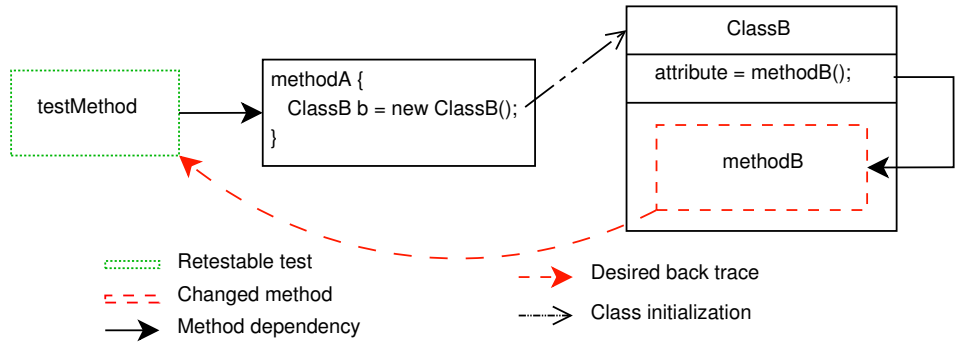 testMethod
methodA {
ClassB b = new ClassB();
}
ClassB
attribute = methodB();
methodB
Retestable test
Changed method
Method dependency
Desired back trace
Class initialization